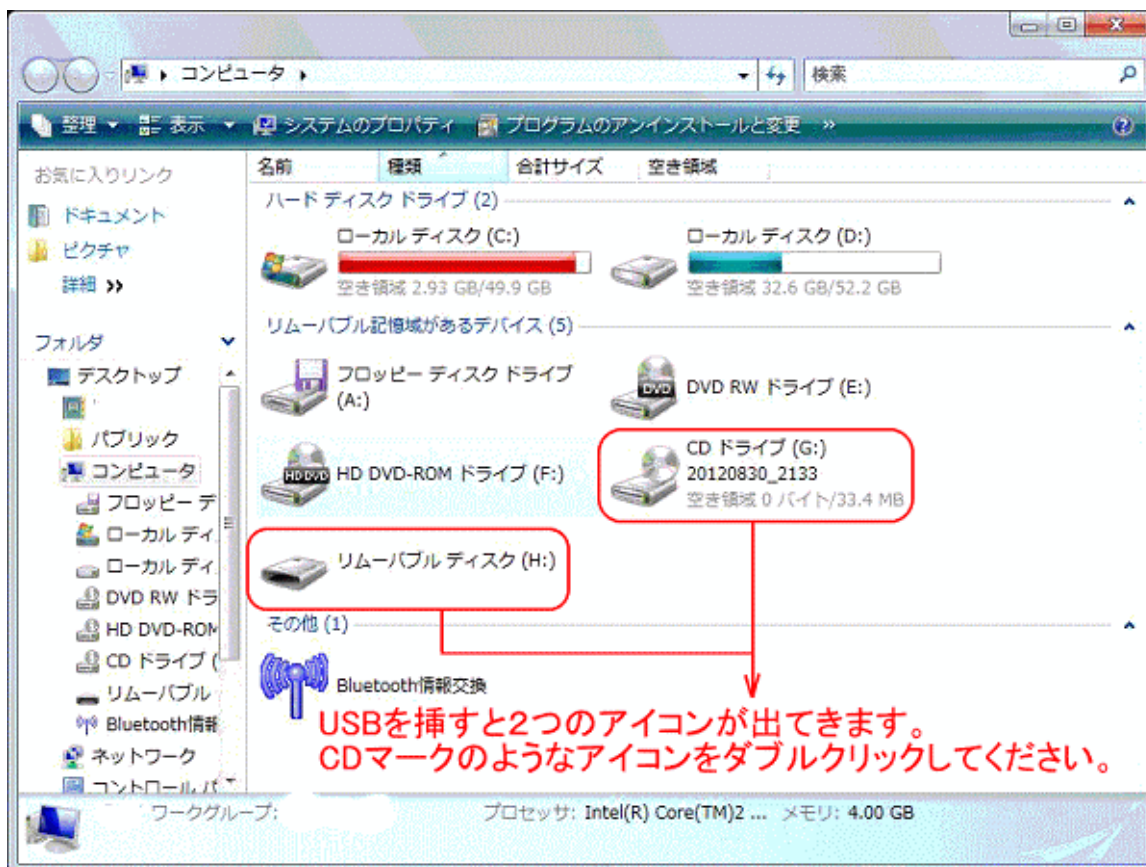 コンピュータ
検索
整理 表示 システムのプロパティ プログラムのアンインストールと変更 »
名前 種類 合計サイズ 空き領域
お気に入りリンク
ドキュメント
ピクチャ
詳細 »
フォルダ
デスクトップ
パブリック
コンピュータ
フロッピー デ
ローカル ディ
ローカル ディ
DVD RW ドラ
HD DVD-ROM
CD ドライブ (
リムーバブル
Bluetooth情報
ネットワーク
コントロール パ
ハード ディスク ドライブ (2)
ローカル ディスク (C:)
空き領域 2.93 GB/49.9 GB
ローカル ディスク (D:)
空き領域 32.6 GB/52.2 GB
リムーバブル記憶域があるデバイス (5)
フロッピー ディスク ドライブ
(A:)
DVD
DVD RW ドライブ (E:)
HD DVD
HD DVD-ROM ドライブ (F:)
CD ドライブ (G:)
20120830_2133
空き領域 0 バイト/33.4 MB
リムーバブル ディスク (H:)
その他 (1)
Bluetooth情報交換
USBを挿すと2つのアイコンが出てきます。
CDマークのようなアイコンをダブルクリックしてください。
ワークグループ: プロセッサ: Intel(R) Core(TM)2 ... メモリ: 4.00 GB